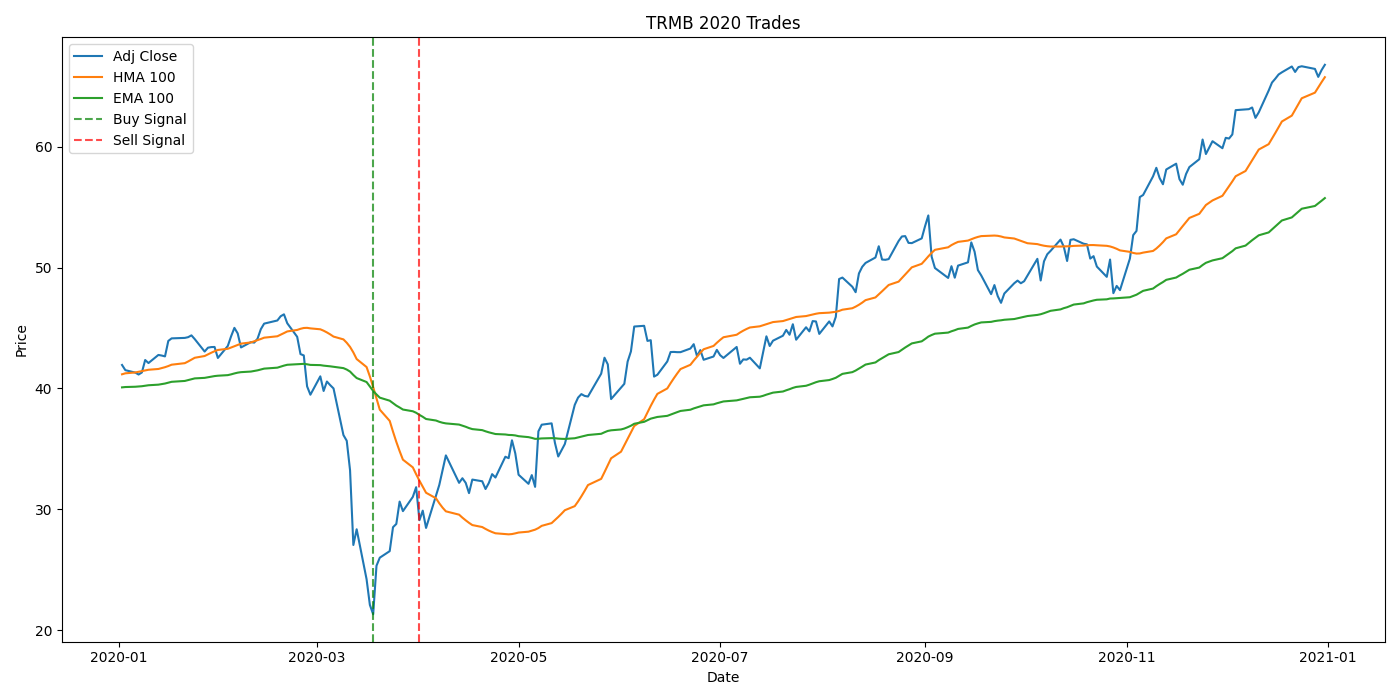 TRMB 2020 Trades
Adj Close
HMA 100
EMA 100
Buy Signal
Sell Signal
Price
60
50
40
30
20
2020-01
2020-03
2020-05
2020-07
2020-09
2020-11
2021-01
Date